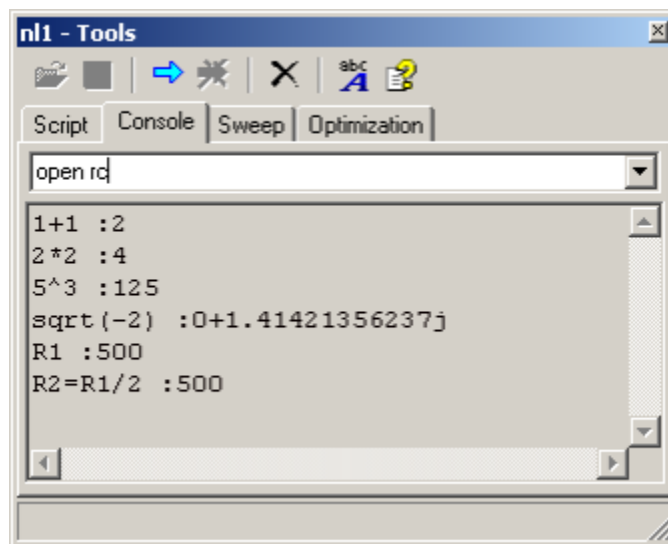 nl1 - Tools
abc
A
Script Console Sweep Optimization
open rc
1+1 :2
2*2 :4
5^3 :125
sqrt(-2) :0+1.41421356237j
R1 :500
R2=R1/2 :500